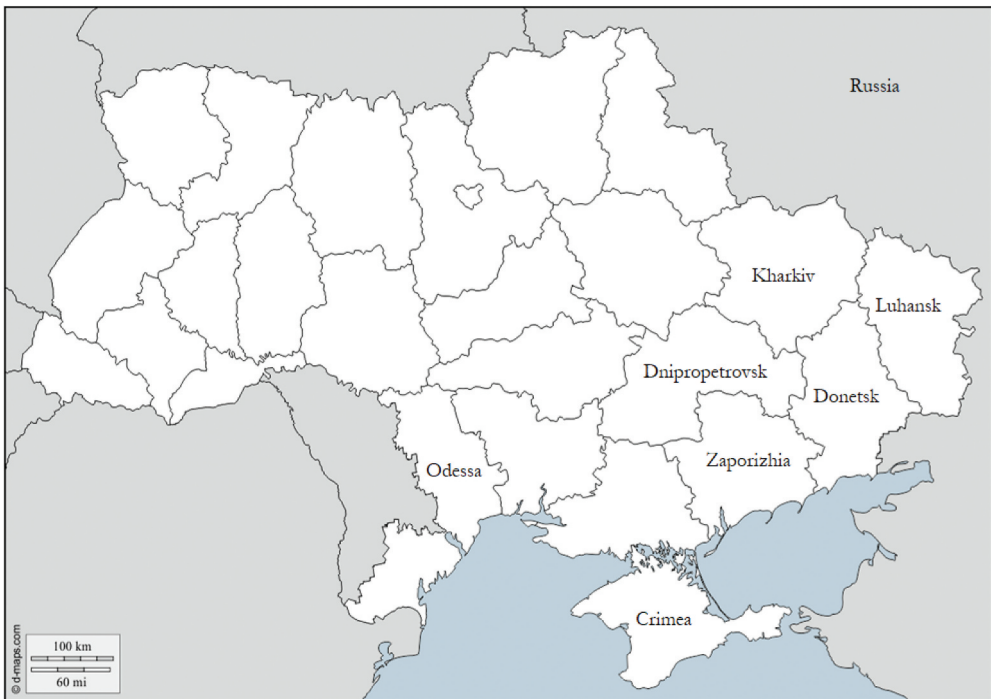 Russia
Kharkiv
Luhansk
Dnipropetrovsk
Donetsk
Odessa
Zaporizhia
Crimea
© d-maps.com
100 km
60 mi